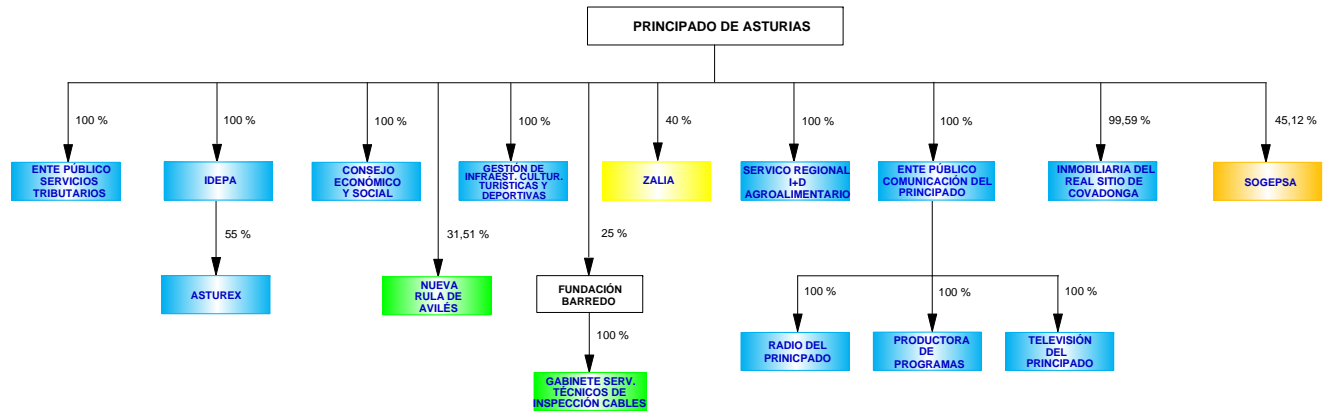 PRINCIPADO DE ASTURIAS
100 %
100 %
100 %
100 %
40 %
100 %
100 %
99,59 %
45,12 %
ENTE PÚBLICO
SERVICIOS
TRIBUTARIOS
IDEPA
CONSEJO
ECONÓMICO
Y SOCIAL
GESTIÓN DE
INFRAEST. CULTUR.
TURÍSTICAS Y
DEPORTIVAS
ZALIA
SERVICO REGIONAL
I+D
AGROALIMENTARIO
ENTE PÚBLICO
COMUNICACIÓN DEL
PRINCIPADO
INMOBILIARIA DEL
REAL SITIO DE
COVADONGA
SOGEPSA
55 %
31,51 %
25 %
ASTUREX
NUEVA
RULA DE
AVILÉS
FUNDACIÓN
BARREDO
100 %
100 %
100 %
100 %
RADIO DEL
PRINICPADO
PRODUCTORA
DE
PROGRAMAS
TELEVISIÓN
DEL
PRINCIPADO
GABINETE SERV.
TÉCNICOS DE
INSPECCIÓN CABLES